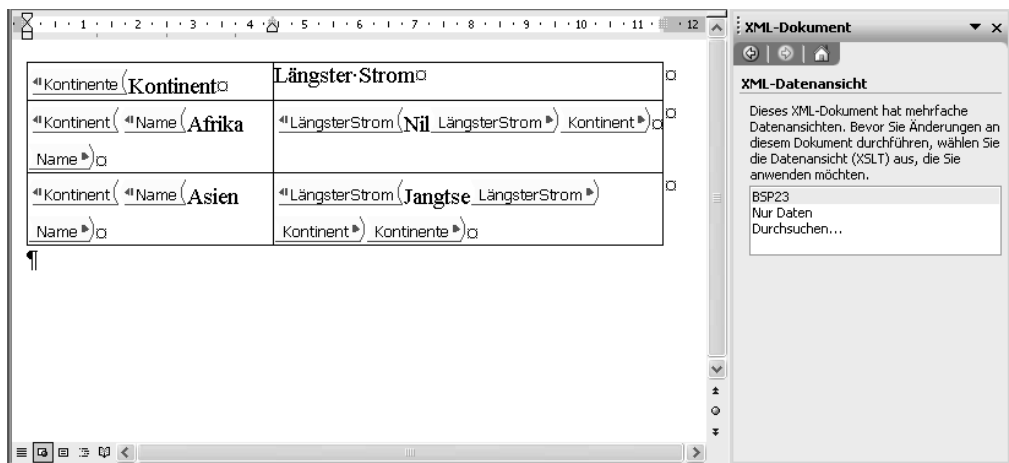 1 2 3 4 5 6 7 8 9 10 11 12
Kontinente(Kontinent¤ Längster·Strom¤ ¤
Kontinent( Name(Afrika LängsterStrom(Nil LängsterStrom) Kontinent)¤ ¤
Name)¤
Kontinent( Name(Asien LängsterStrom(Jangtse LängsterStrom) ¤
Name)¤ Kontinent) Kontinente)¤
¶
XML-Dokument
XML-Datenansicht
Dieses XML-Dokument hat mehrfache
Datenansichten. Bevor Sie Änderungen an
diesem Dokument durchführen, wählen Sie
die Datenansicht (XSLT) aus, die Sie
anwenden möchten.
BSP23
Nur Daten
Durchsuchen...